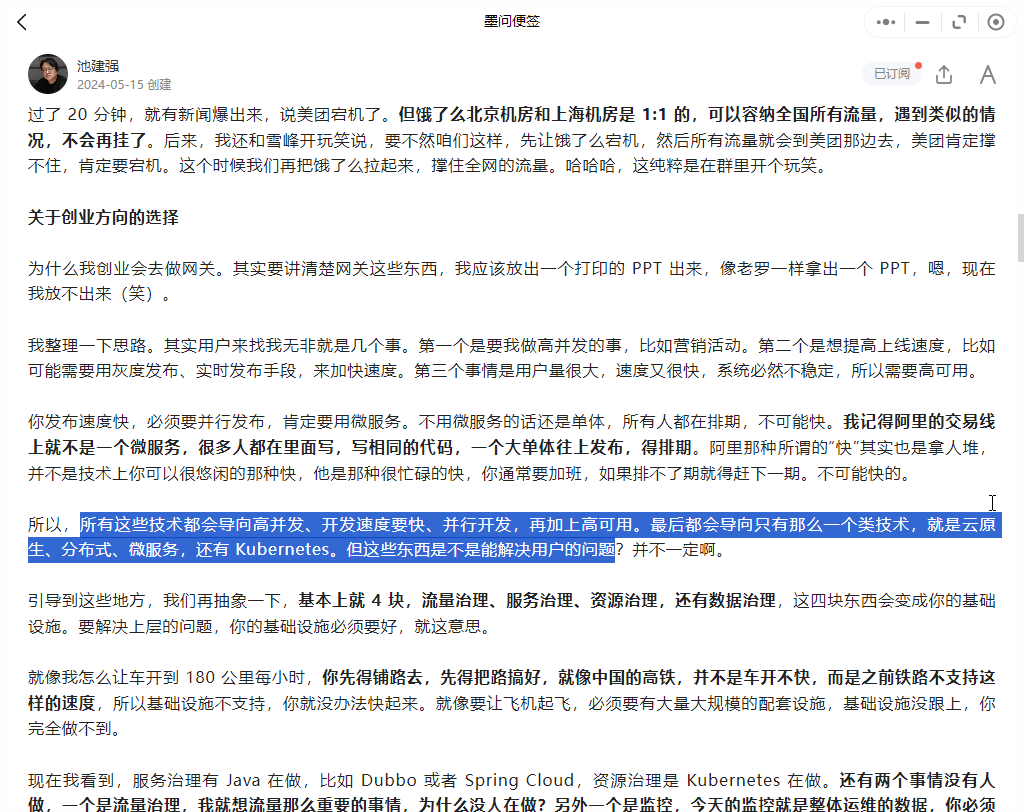 墨问便签
池建强
2024-05-15 创建
已订阅
A
过了 20 分钟，就有新闻爆出来，说美团宕机了。但饿了么北京机房和上海机房是 1:1 的，可以容纳全国所有流量，遇到类似的情
况，不会再挂了。后来，我还和雪峰开玩笑说，要不然咱们这样，先让饿了么宕机，然后所有流量就会到美团那边去，美团肯定撑
不住，肯定要宕机。这个时候我们再把饿了么拉起来，撑住全网的流量。哈哈哈，这纯粹是在群里开个玩笑。
关于创业方向的选择
为什么我创业会去做网关。其实要讲清楚网关这些东西，我应该放出一个打印的 PPT 出来，像老罗一样拿出一个 PPT，嗯，现在
我放不出来（笑）。
我整理一下思路。其实用户来找我无非就是几个事。第一个是要我做高并发的事，比如营销活动。第二个是想提高上线速度，比如
可能需要用灰度发布、实时发布手段，来加快速度。第三个事情是用户量很大，速度又很快，系统必然不稳定，所以需要高可用。
你发布速度快，必须要并行发布，肯定要用微服务。不用微服务的话还是单体，所有人都在排期，不可能快。我记得阿里的交易线
上就不是一个微服务，很多人都在里面写，写相同的代码，一个大单体往上发布，得排期。阿里那种所谓的“快”其实也是拿人堆，
并不是技术上你可以很悠闲的那种快，他是那种很忙碌的快，你通常要加班，如果排不了期就得赶下一期。不可能快的。
所以，所有这些技术都会导向高并发、开发速度要快、并行开发，再加上高可用。最后都会导向只有那么一个类技术，就是云原
生、分布式、微服务，还有 Kubernetes。但这些东西是不是能解决用户的问题？并不一定啊。
引导到这些地方，我们再抽象一下，基本上就 4 块，流量治理、服务治理、资源治理，还有数据治理，这四块东西会变成你的基础
设施。要解决上层的问题，你的基础设施必须要好，就这意思。
就像我怎么让车开到 180 公里每小时，你先得铺路去，先得把路搞好，就像中国的高铁，并不是车开不快，而是之前铁路不支持这
样的速度，所以基础设施不支持，你就没办法快起来。就像要让飞机起飞，必须要有大量大规模的配套设施，基础设施没跟上，你
完全做不到。
现在我看到，服务治理有 Java 在做，比如 Dubbo 或者 Spring Cloud，资源治理是 Kubernetes 在做。还有两个事情没有人
做，一个是流量治理，我就想流量那么重要的事情，为什么没人在做？另外一个是监控，今天的监控就是整体运维的数据，你必须